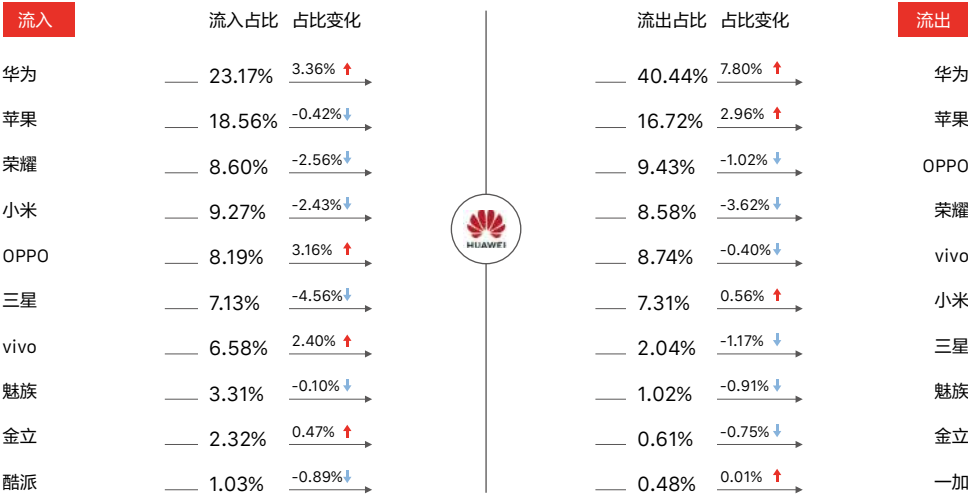 流入 流入占比 占比变化 流出占比 占比变化 流出
华为 23.17% 3.36% 40.44% 7.80% 华为
苹果 18.56% -0.42% 16.72% 2.96% 苹果
荣耀 8.60% -2.56% 9.43% -1.02% OPPO
小米 9.27% -2.43% 8.58% -3.62% 荣耀
HUAWEI
OPPO 8.19% 3.16% 8.74% -0.40% vivo
三星 7.13% -4.56% 7.31% 0.56% 小米
vivo 6.58% 2.40% 2.04% -1.17% 三星
魅族 3.31% -0.10% 1.02% -0.91% 魅族
金立 2.32% 0.47% 0.61% -0.75% 金立
酷派 1.03% -0.89% 0.48% 0.01% 一加